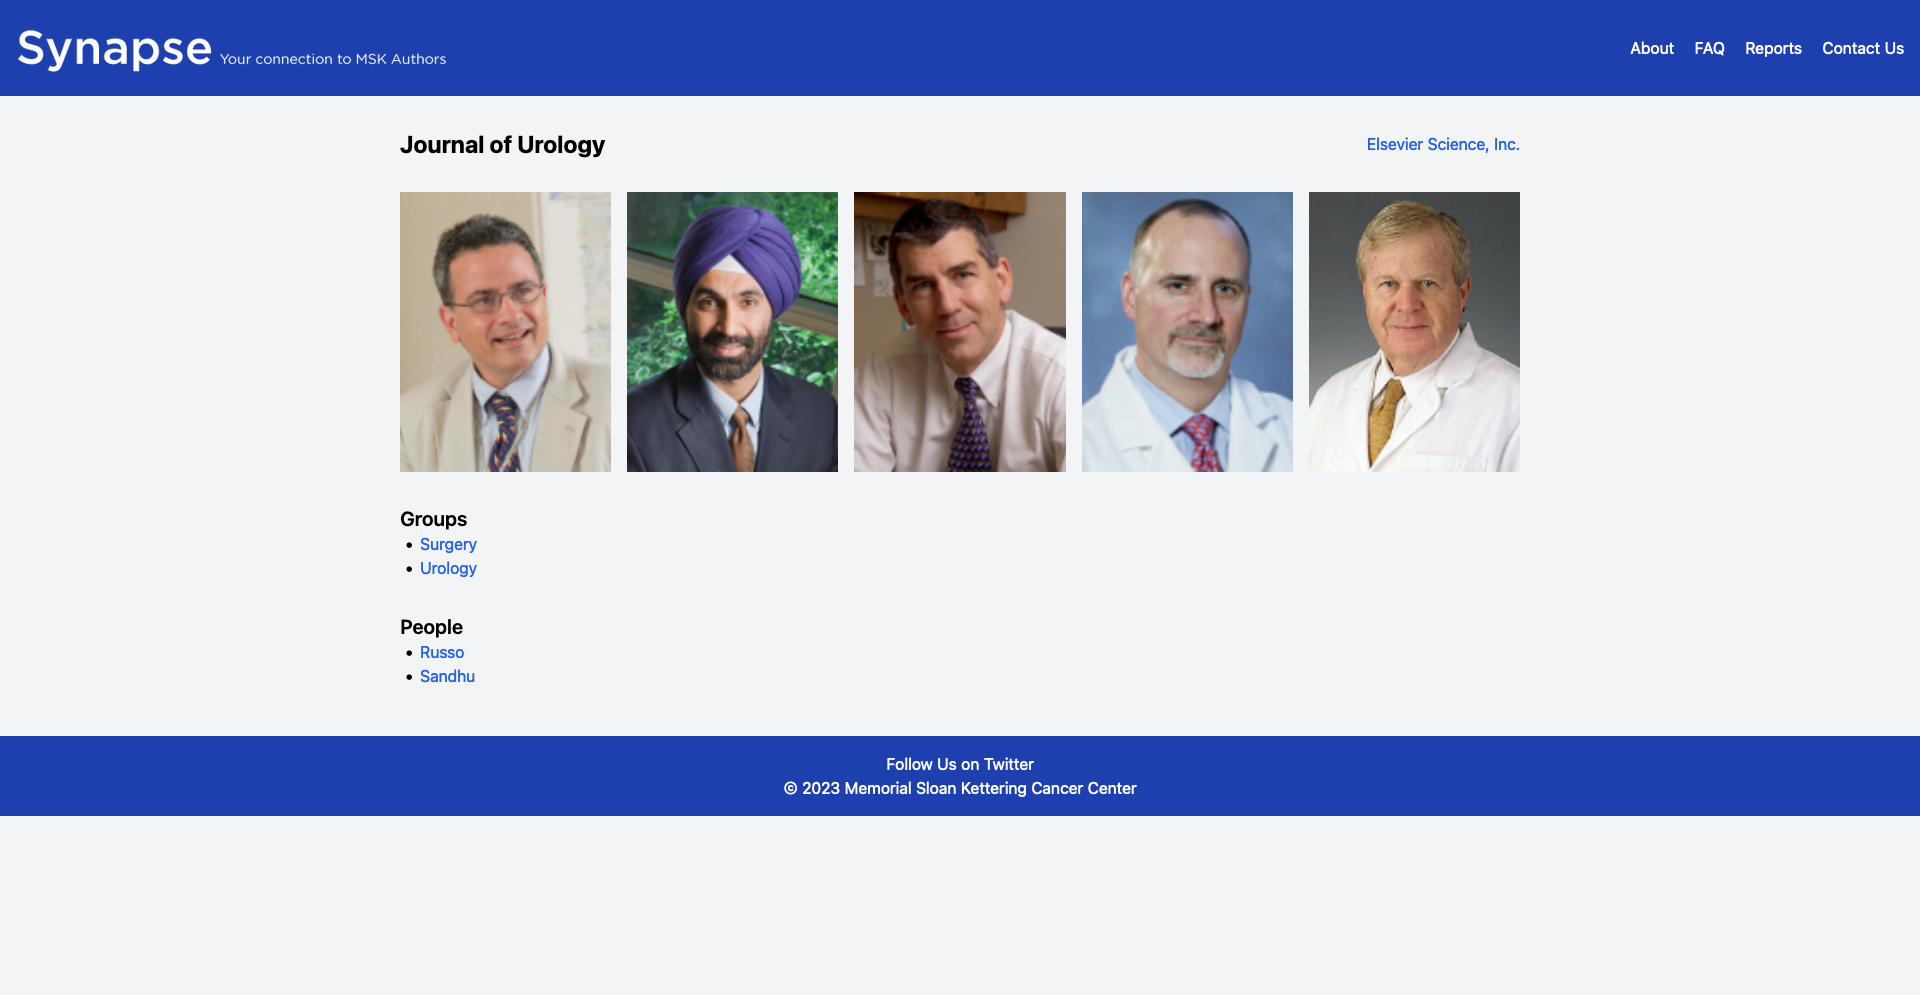 Synapse Your connection to MSK Authors
About FAQ Reports Contact Us
Journal of Urology
Elsevier Science, Inc.
Groups
• Surgery
• Urology
People
• Russo
• Sandhu
Follow Us on Twitter
© 2023 Memorial Sloan Kettering Cancer Center